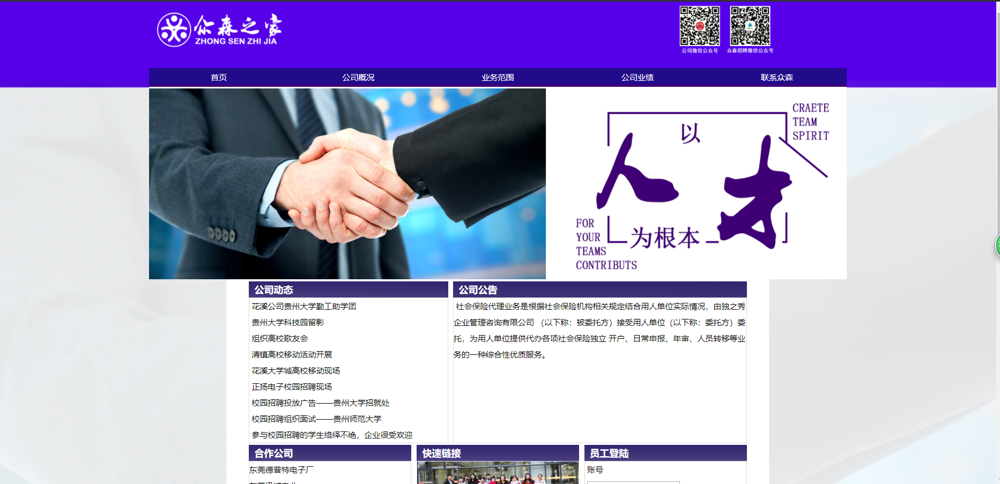 众森之家
ZHONG SEN ZHI JIA
公司微信公众号
众森招聘微信公众号
首页
公司概况
业务范围
公司业绩
联系众森
CRAETE
TEAM
SPIRIT
以
人才
为根本
FOR
YOUR
TEAMS
CONTRIBUTS
公司动态
花溪公司贵州大学勤工助学团
贵州大学科技园留影
组织高校歌友会
清镇高校移动活动开展
花溪大学城高校移动现场
正扬电子校园招聘现场
校园招聘投放广告——贵州大学招就处
校园招聘组织面试——贵州师范大学
参与校园招聘的学生络绎不绝，企业很受欢迎
公司公告
社会保险代理业务是根据社会保险机构相关规定结合用人单位实际情况，由独之秀
企业管理咨询有限公司 （以下称：被委托方）接受用人单位（以下称：委托方）委
托，为用人单位提供代办各项社会保险独立 开户、日常申报、年审、人员转移等业
务的一种综合性优质服务。
合作公司
东莞德普特电子厂
快速链接
员工登陆
账号